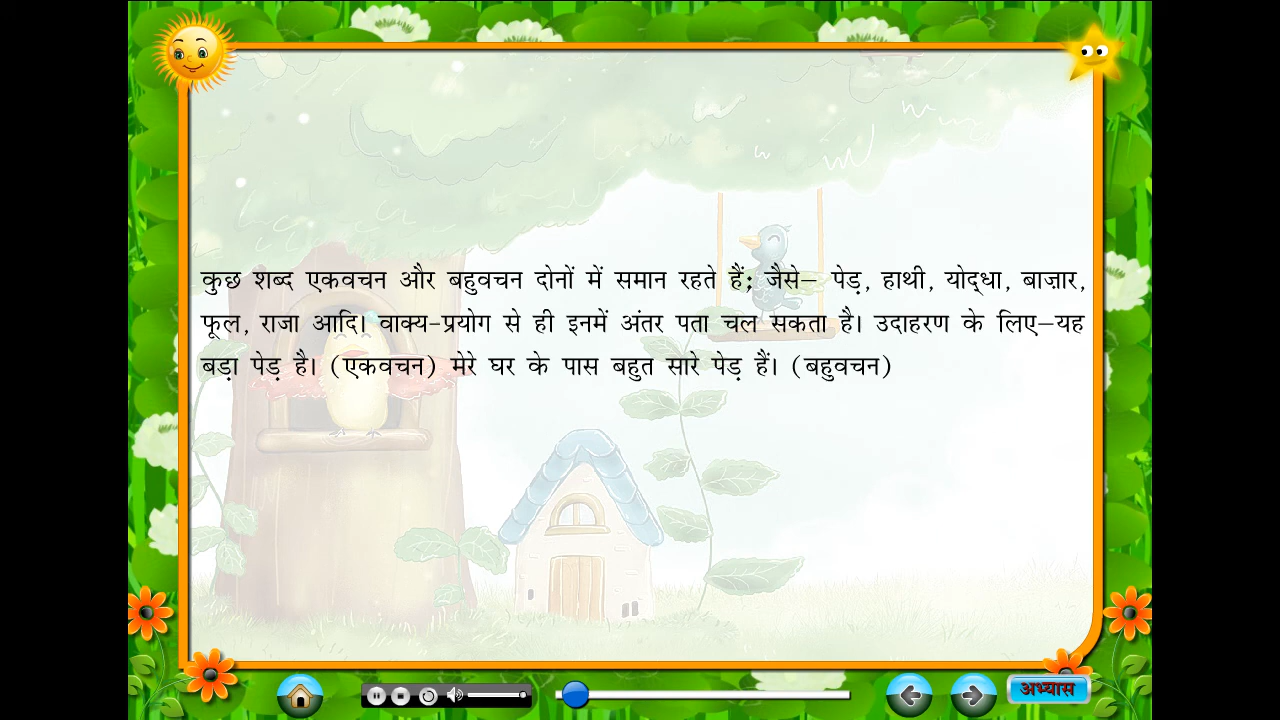 कुछ शब्द एकवचन और बहुवचन दोनों में समान रहते हैं; जैसे– पेड़, हाथी, योद्‌धा, बाज़ार,
फूल, राजा आदि। वाक्य-प्रयोग से ही इनमें अंतर पता चल सकता है। उदाहरण के लिए–यह
बड़ा पेड़ है। (एकवचन) मेरे घर के पास बहुत सारे पेड़ हैं। (बहुवचन)
अभ्यास